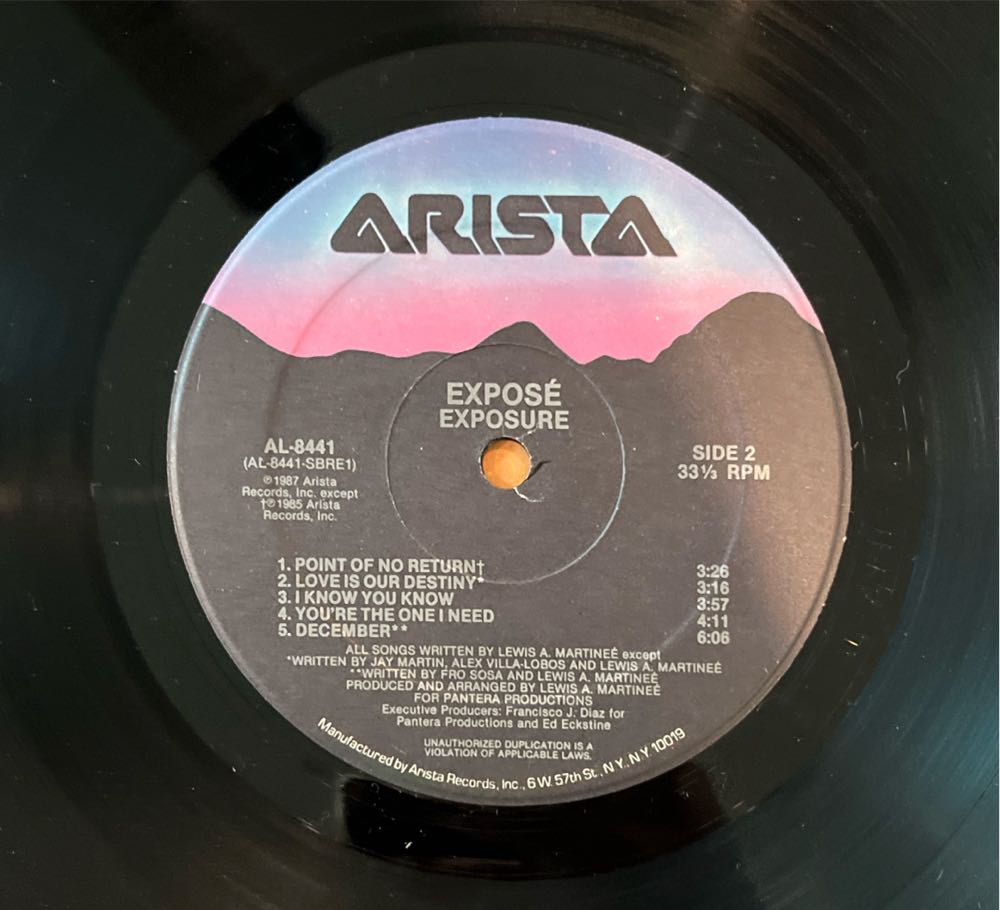 ARISTA
EXPOSÉ
EXPOSURE
AL-8441
(AL-8441-SBRE1)
℗1987 Arista
Records, Inc. except
†℗1985 Arista
Records, Inc.
SIDE 2
33⅓ RPM
1. POINT OF NO RETURN† 3:26
2. LOVE IS OUR DESTINY* 3:16
3. I KNOW YOU KNOW 3:57
4. YOU'RE THE ONE I NEED 4:11
5. DECEMBER** 6:06
ALL SONGS WRITTEN BY LEWIS A. MARTINEÉ except
*WRITTEN BY JAY MARTIN, ALEX VILLA-LOBOS AND LEWIS A. MARTINEÉ
**WRITTEN BY FRO SOSA AND LEWIS A. MARTINEÉ
PRODUCED AND ARRANGED BY LEWIS A. MARTINEÉ
FOR PANTERA PRODUCTIONS
Executive Producers: Francisco J. Diaz for
Pantera Productions and Ed Eckstine
UNAUTHORIZED DUPLICATION IS A
VIOLATION OF APPLICABLE LAWS.
Manufactured by Arista Records, Inc., 6 W. 57th St., N.Y., N.Y. 10019